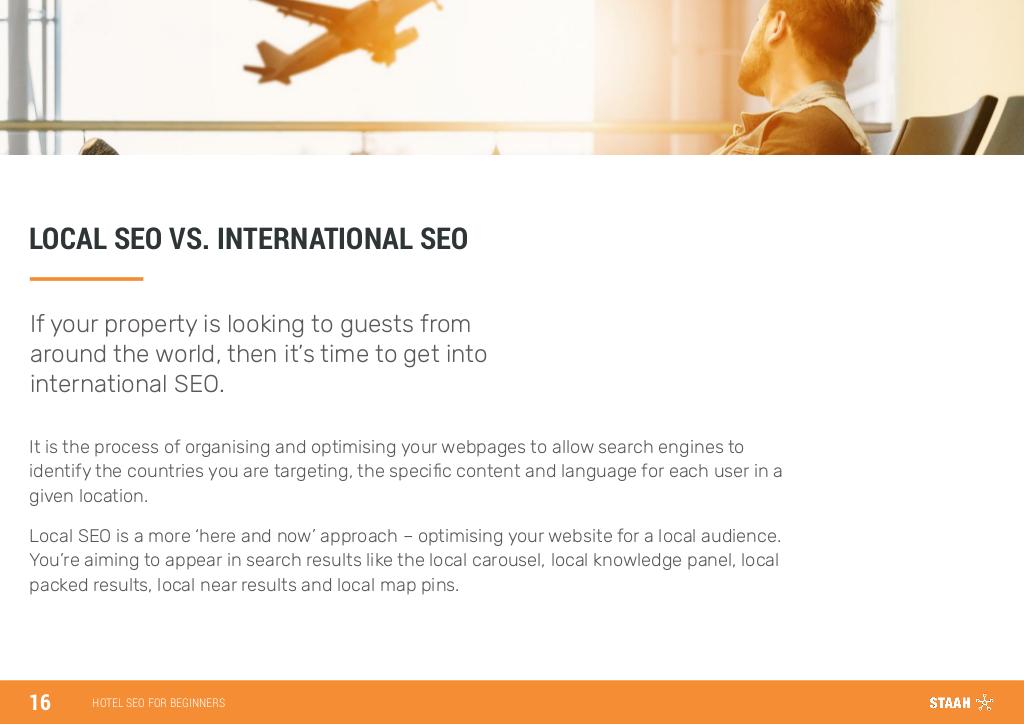 LOCAL SEO VS. INTERNATIONAL SEO
If your property is looking to guests from
around the world, then it’s time to get into
international SEO.
It is the process of organising and optimising your webpages to allow search engines to
identify the countries you are targeting, the specific content and language for each user in a
given location.
Local SEO is a more ‘here and now’ approach – optimising your website for a local audience.
You’re aiming to appear in search results like the local carousel, local knowledge panel, local
packed results, local near results and local map pins.
16 HOTEL SEO FOR BEGINNERS STAAH